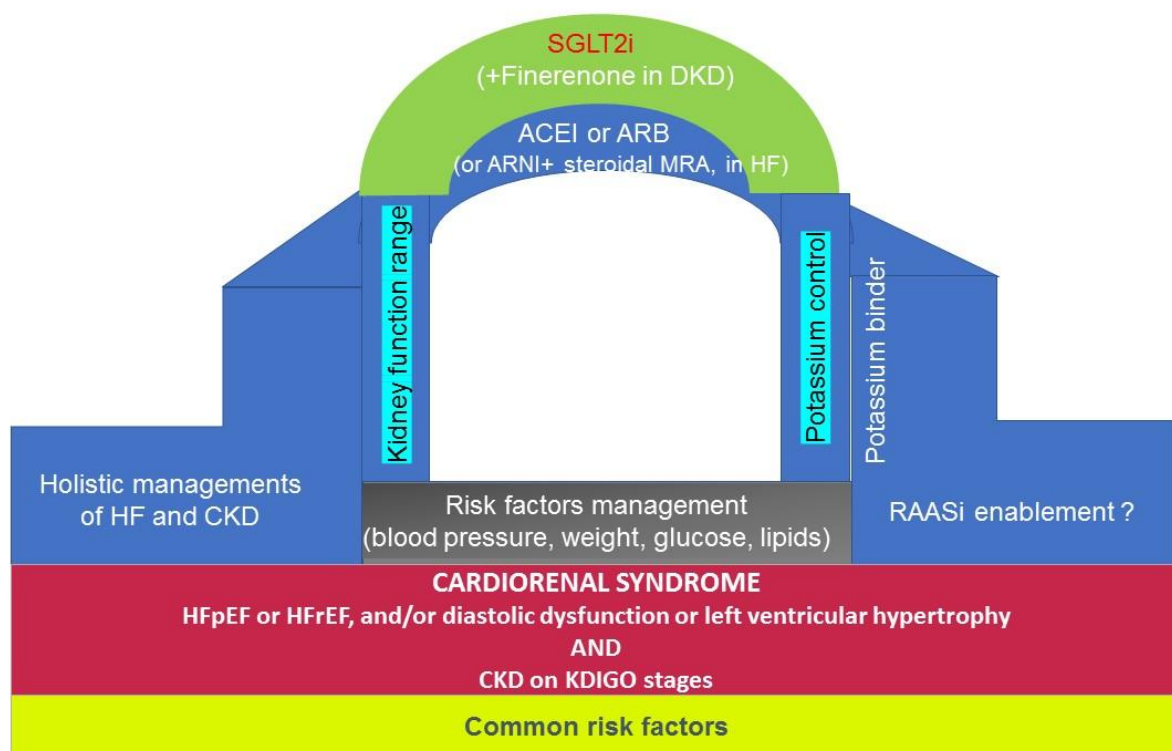 SGLT2i
(+Finerenone in DKD)
ACEI or ARB
(or ARNI+ steroidal MRA, in HF)
Kidney function range
Potassium control
Potassium binder
Holistic managements
of HF and CKD
Risk factors management
(blood pressure, weight, glucose, lipids)
RAASi enablement ?
CARDIORENAL SYNDROME
HFpEF or HFrEF, and/or diastolic dysfunction or left ventricular hypertrophy
AND
CKD on KDIGO stages
Common risk factors